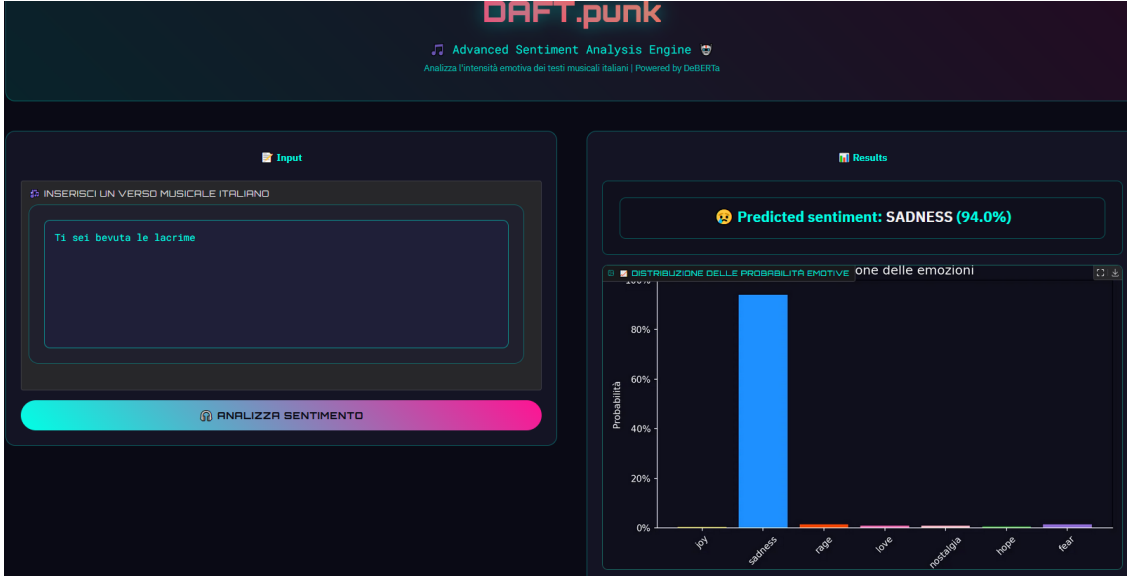 DAFT.punk
🎵 Advanced Sentiment Analysis Engine 🤖
Analizza l'intensità emotiva dei testi musicali italiani | Powered by DeBERTa
📝 Input
INSERISCI UN VERSO MUSICALE ITALIANO
Ti sei bevuta le lacrime
🎧 ANALIZZA SENTIMENTO
📊 Results
😢 Predicted sentiment: SADNESS (94.0%)
📈 DISTRIBUZIONE DELLE PROBABILITÀ EMOTIVE
one delle emozioni
100%
80%
60%
40%
20%
0%
Probabilità
joy
sadness
rage
love
nostalgia
hope
fear